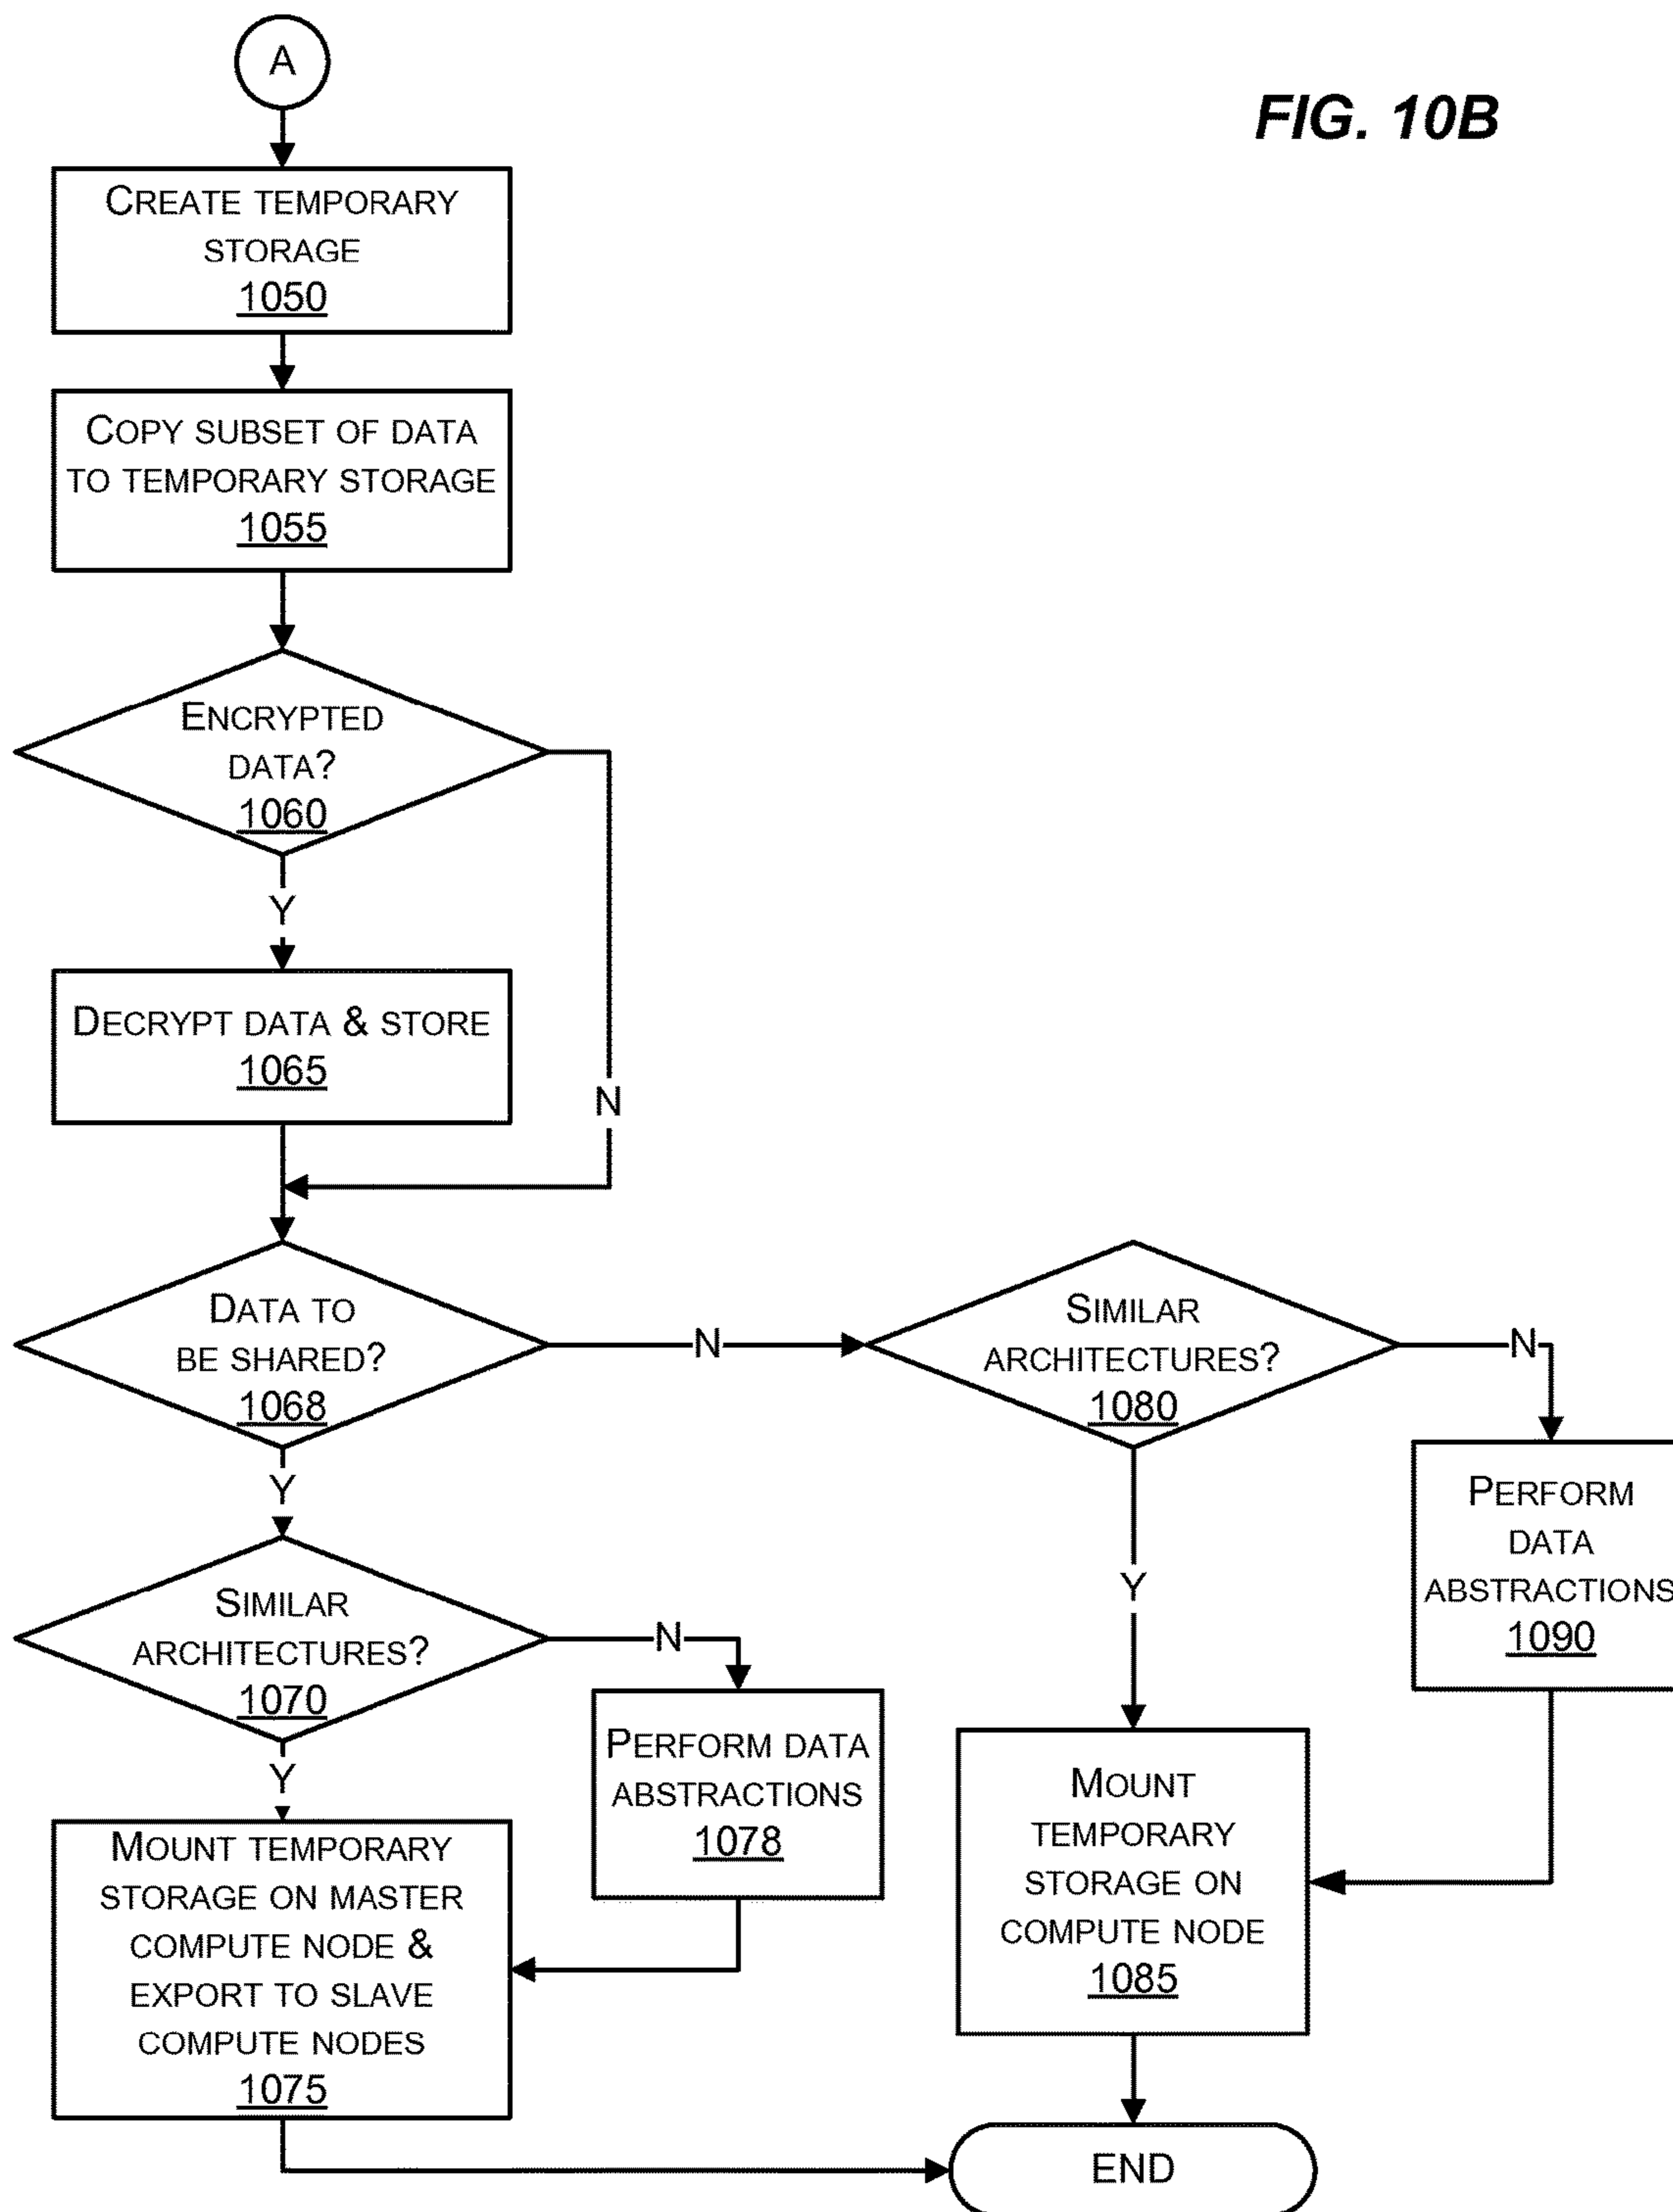 A
FIG. 10B
CREATE TEMPORARY
STORAGE
1050
COPY SUBSET OF DATA
TO TEMPORARY STORAGE
1055
ENCRYPTED
DATA?
1060
Y
DECRYPT DATA & STORE
1065
N
DATA TO
BE SHARED?
1068
N
SIMILAR
ARCHITECTURES?
1080
N
PERFORM
DATA
ABSTRACTIONS
1090
Y
Y
SIMILAR
ARCHITECTURES?
1070
N
PERFORM DATA
ABSTRACTIONS
1078
Y
MOUNT TEMPORARY
STORAGE ON MASTER
COMPUTE NODE &
EXPORT TO SLAVE
COMPUTE NODES
1075
MOUNT
TEMPORARY
STORAGE ON
COMPUTE NODE
1085
END